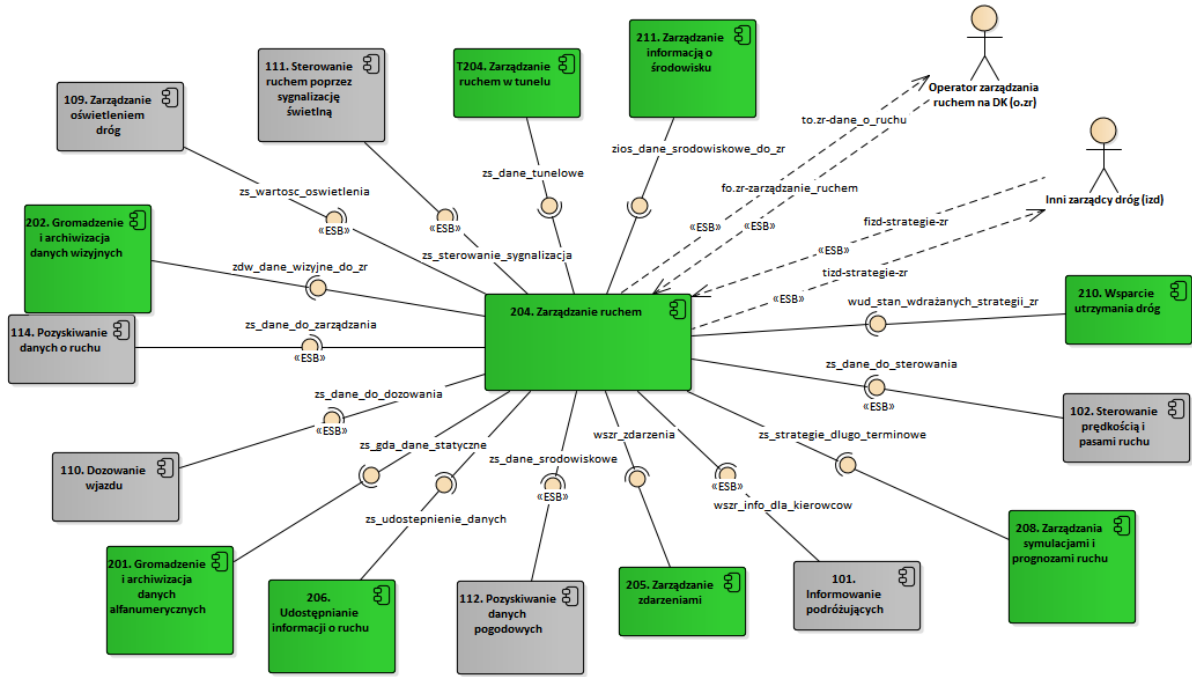 211. Zarządzanie
informacją o
środowisku
111. Sterowanie
ruchem poprzez
sygnalizację
świetlną
T204. Zarządzanie
ruchem w tunelu
109. Zarządzanie
oświetleniem
dróg
Operator zarządzania
ruchem na DK (o.zr)
to.zr-dane_o_ruchu
zios_dane_srodowiskowe_do_zr
zs_dane_tunelowe
zs_wartosc_oswietlenia
fo.zr-zarządzanie_ruchem
Inni zarządcy dróg (izd)
202. Gromadzenie
i archiwizacja
danych wizyjnych
«ESB»
«ESB»
«ESB»
«ESB»
fizd-strategie-zr
zs_sterowanie_sygnalizacja
«ESB»
zdw_dane_wizyjne_do_zr
tizd-strategie-zr
«ESB»
204. Zarządzanie ruchem
wud_stan_wdrażanych_strategii_zr
210. Wsparcie
utrzymania dróg
zs_dane_do_zarządzania
114. Pozyskiwanie
danych o ruchu
«ESB»
zs_dane_do_sterowania
«ESB»
zs_dane_do_dozowania
«ESB»
102. Sterowanie
prędkością i
pasami ruchu
wszr_zdarzenia
zs_strategie_dlugo_terminowe
zs_gda_dane_statyczne
zs_dane_srodowiskowe
110. Dozowanie
wjazdu
«ESB»
«ESB»
wszr_info_dla_kierowcow
zs_udostepnienie_danych
208. Zarządzania
symulacjami i
prognozami ruchu
201. Gromadzenie
i archiwizacja
danych
alfanumerycznych
206.
Udostępnianie
informacji o ruchu
112. Pozyskiwanie
danych
pogodowych
205. Zarządzanie
zdarzeniami
101.
Informowanie
podróżujących